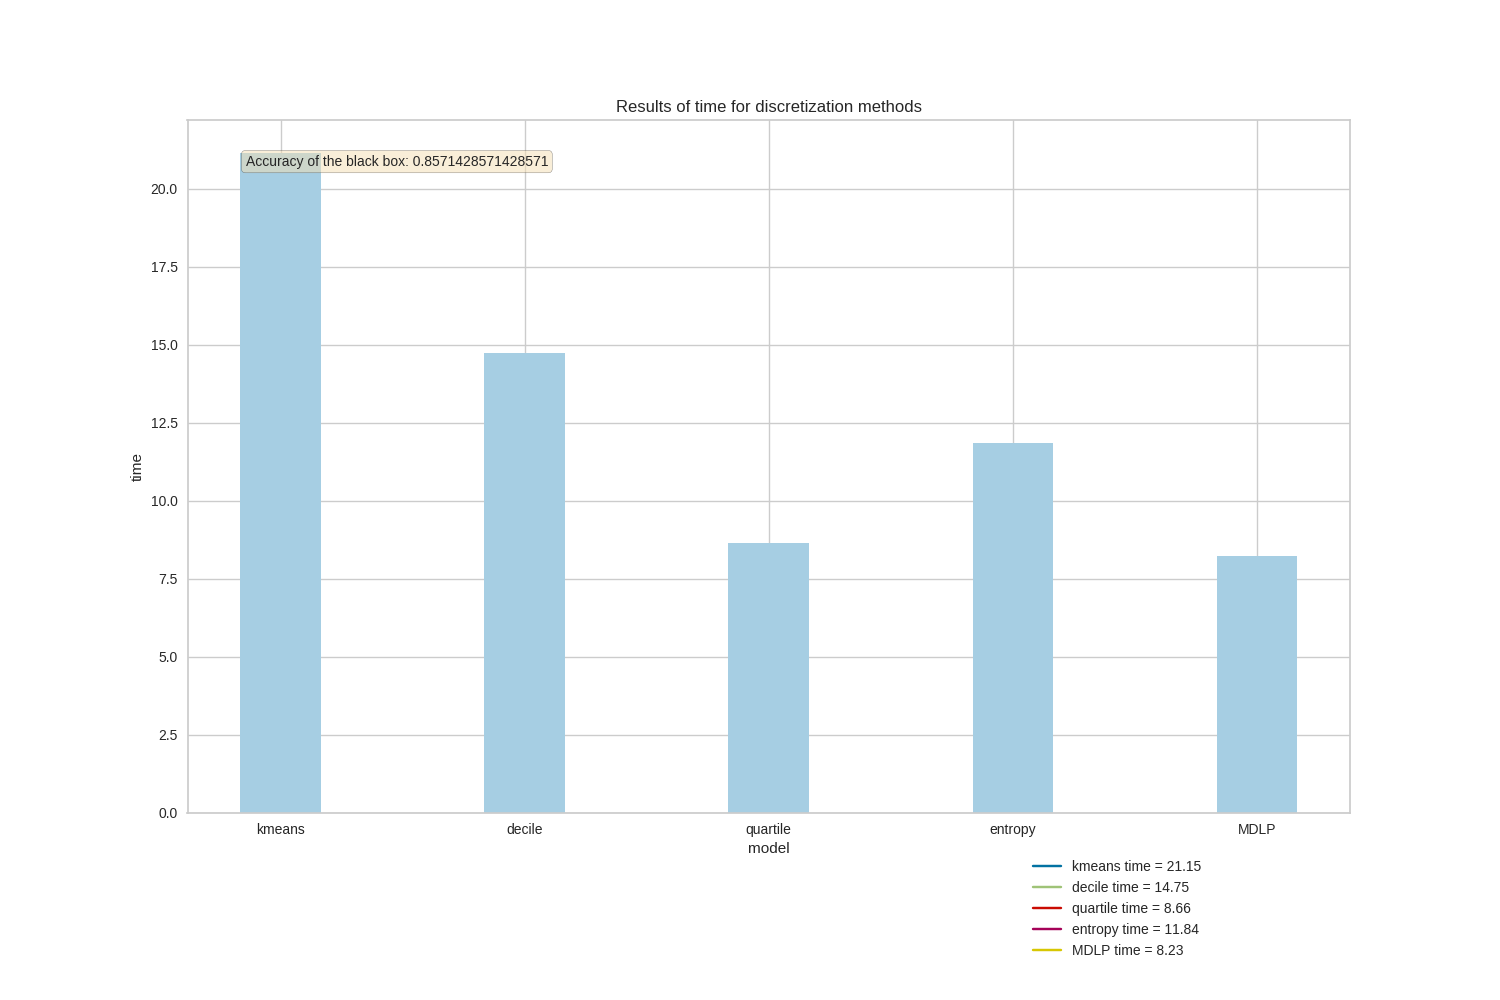 Results of time for discretization methods
Accuracy of the black box: 0.8571428571428571
20.0
17.5
15.0
12.5
10.0
7.5
5.0
2.5
0.0
time
kmeans decile quartile entropy MDLP
model
kmeans time = 21.15
decile time = 14.75
quartile time = 8.66
entropy time = 11.84
MDLP time = 8.23